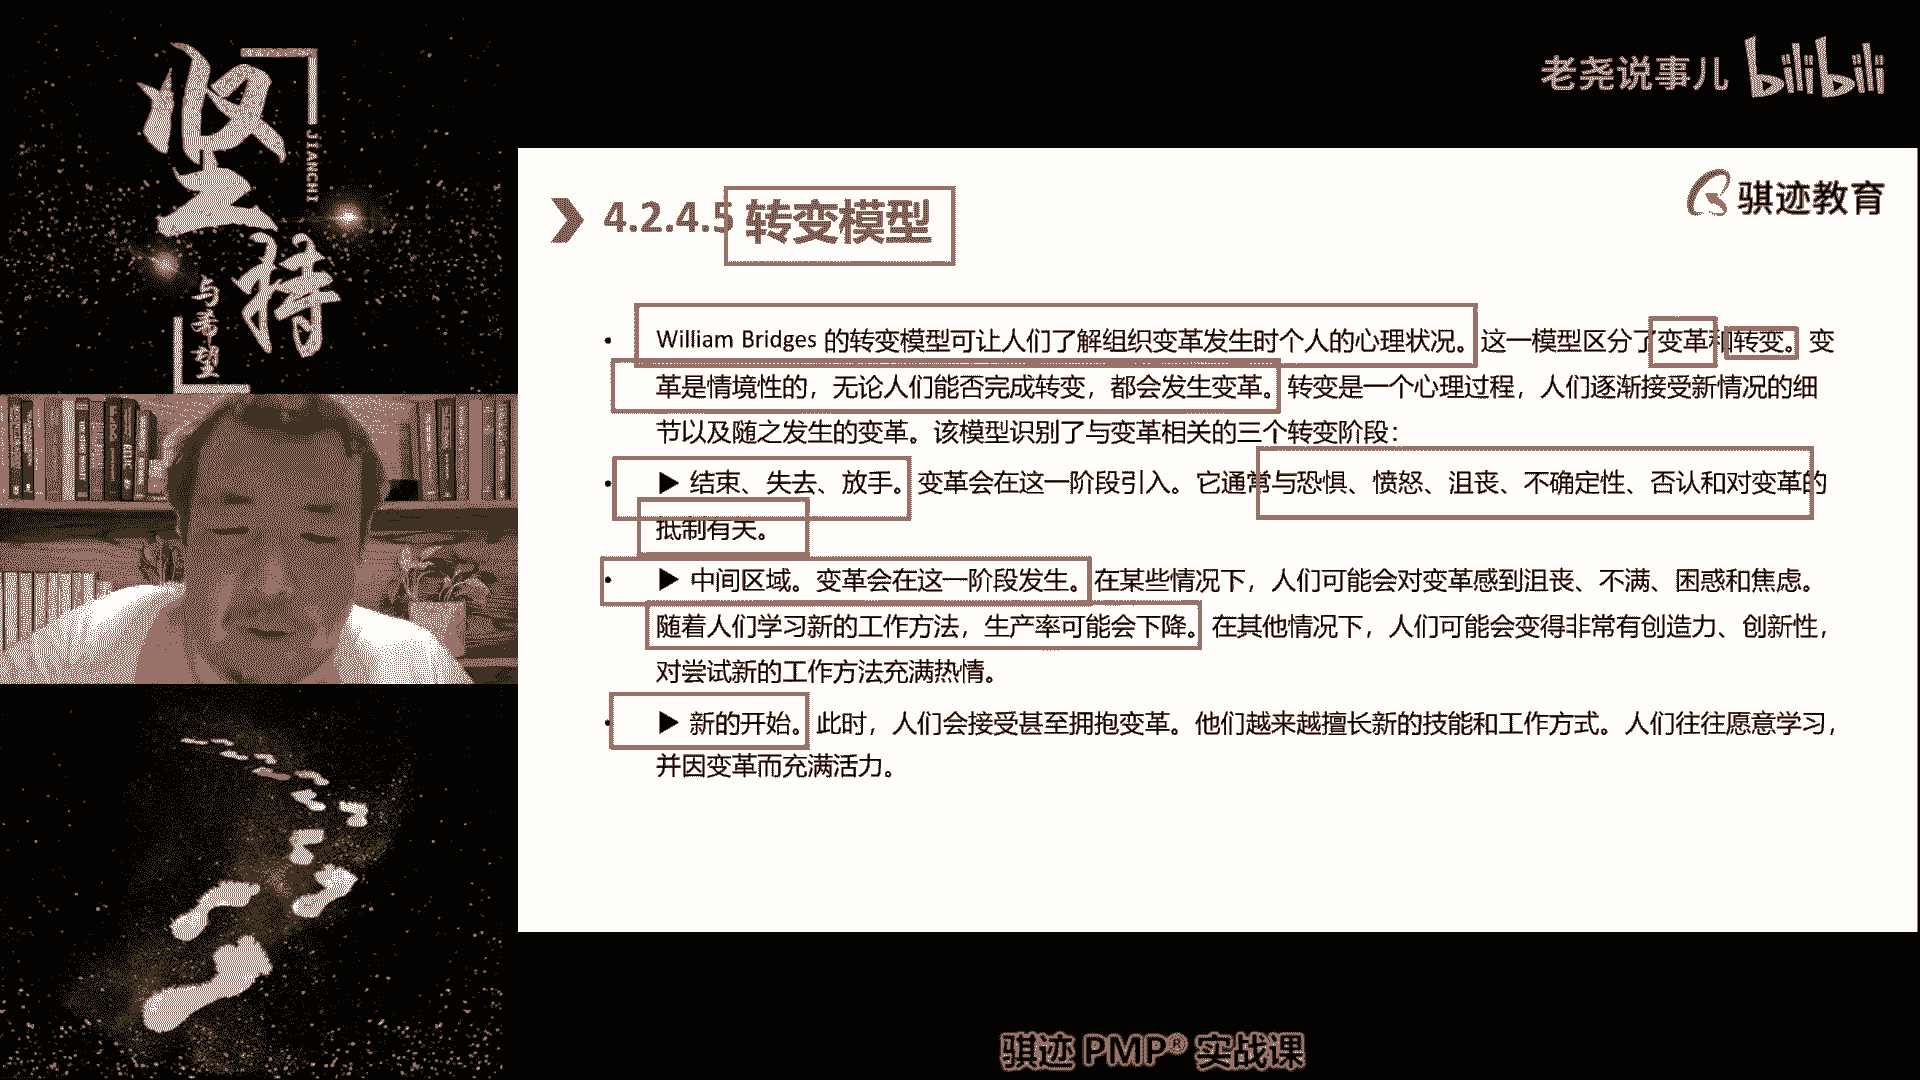 坚持
JIANCHI
与希望
老尧说事儿 bilibili
骐迹教育
4.2.4.5 转变模型
• William Bridges 的转变模型可让人们了解组织变革发生时个人的心理状况。这一模型区分了变革和转变。变
革是情境性的，无论人们能否完成转变，都会发生变革。转变是一个心理过程，人们逐渐接受新情况的细
节以及随之发生的变革。该模型识别了与变革相关的三个转变阶段：
• ▶ 结束、失去、放手。变革会在这一阶段引入。它通常与恐惧、愤怒、沮丧、不确定性、否认和对变革的
抵制有关。
• ▶ 中间区域。变革会在这一阶段发生。在某些情况下，人们可能会对变革感到沮丧、不满、困惑和焦虑。
随着人们学习新的工作方法，生产率可能会下降。在其他情况下，人们可能会变得非常有创造力、创新性，
对尝试新的工作方法充满热情。
• ▶ 新的开始。此时，人们会接受甚至拥抱变革。他们越来越擅长新的技能和工作方式。人们往往愿意学习，
并因变革而充满活力。
骐迹 PMP® 实战课